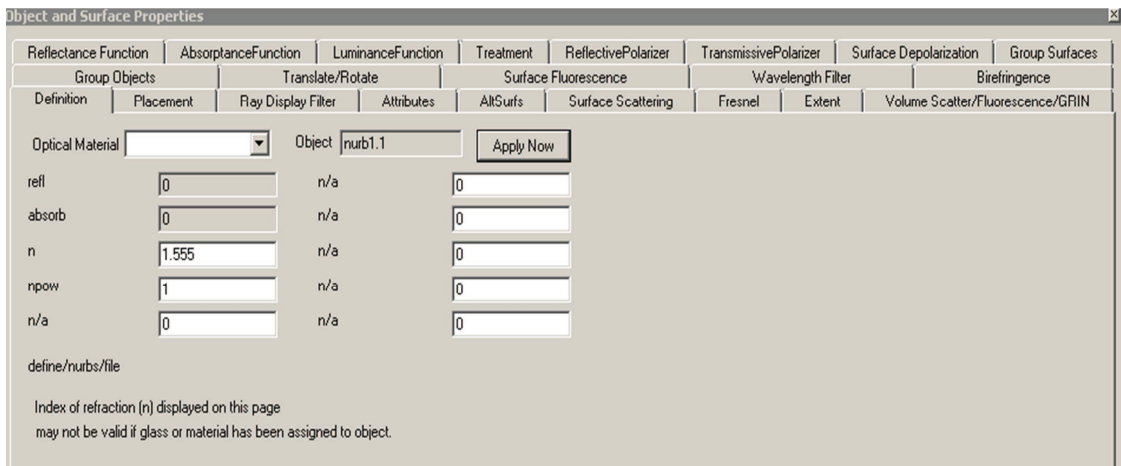 Object and Surface Properties
Reflectance Function AbsorptanceFunction LuminanceFunction Treatment ReflectivePolarizer TransmissivePolarizer Surface Depolarization Group Surfaces
Group Objects Translate/Rotate Surface Fluorescence Wavelength Filter Birefringence
Definition Placement Ray Display Filter Attributes AltSurfs Surface Scattering Fresnel Extent Volume Scatter/Fluorescence/GRIN
Optical Material Object nurb1.1 Apply Now
refl 0 n/a 0
absorb 0 n/a 0
n 1.555 n/a 0
npow 1 n/a 0
n/a 0 n/a 0
define/nurbs/file
Index of refraction (n) displayed on this page
may not be valid if glass or material has been assigned to object.